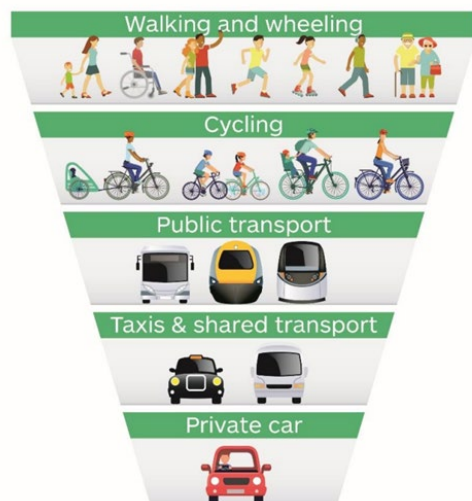 Walking and wheeling
Cycling
Public transport
Taxis & shared transport
Private car